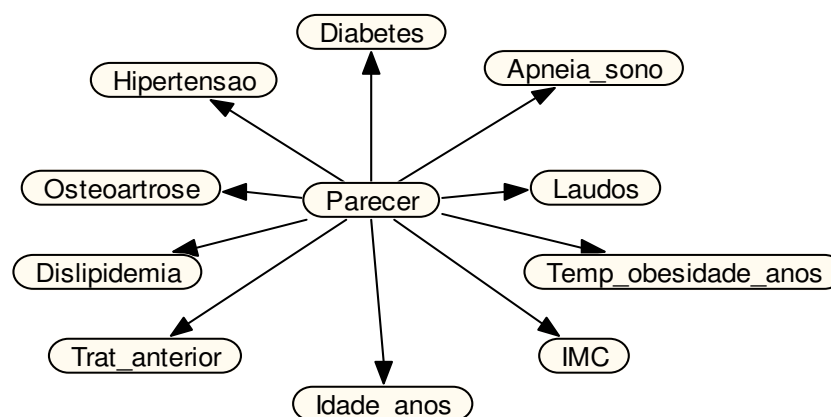 Diabetes
Apneia_sono
Hipertensao
Osteoartrose
Parecer
Laudos
Dislipidemia
Temp_obesidade_anos
Trat_anterior
IMC
Idade_anos